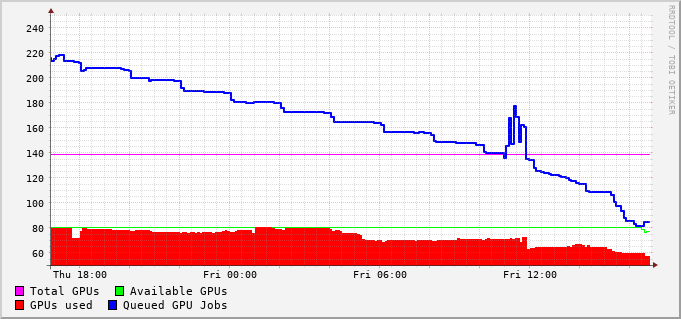 RRDTOOL / TOBI OETIKER
240
220
200
180
160
140
120
100
80
60
Thu 18:00 Fri 00:00 Fri 06:00 Fri 12:00
Total GPUs Available GPUs
GPUs used Queued GPU Jobs